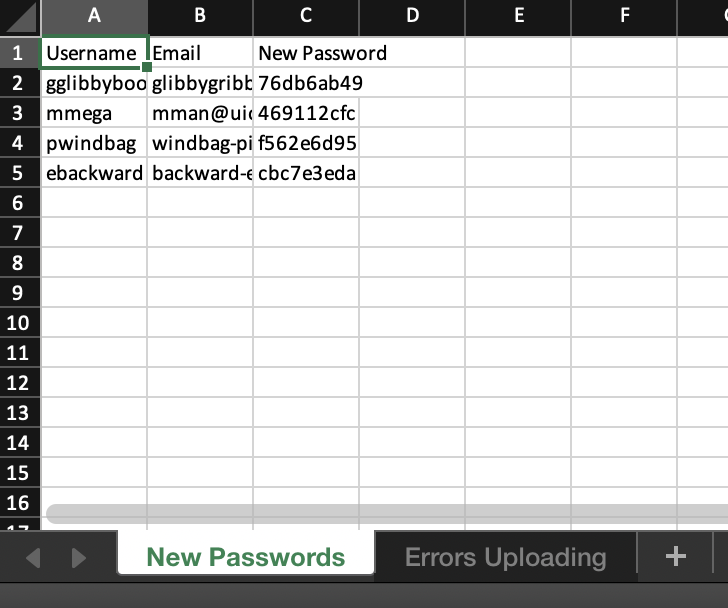 A B C D E F
1 Username Email New Password
2 gglibbyboo glibbygribb 76db6ab49
3 mmega mman@uic 469112cfc
4 pwindbag windbag-pi f562e6d95
5 ebackward backward-e cbc7e3eda
6
7
8
9
10
11
12
13
14
15
16
17
New Passwords Errors Uploading +